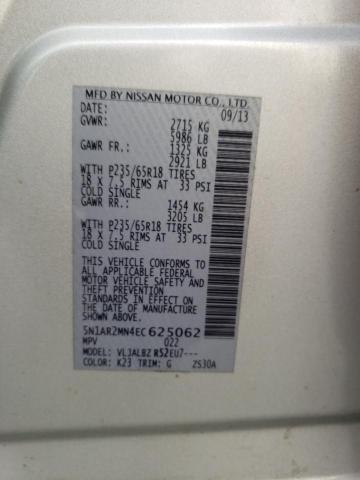 MFD BY NISSAN MOTOR CO., LTD.
DATE: 09/13
GVWR: 2715 KG
5986 LB
GAWR FR.: 1325 KG
2921 LB
WITH P235/65R18 TIRES
18 X 7.5 RIMS AT 33 PSI
COLD SINGLE
GAWR RR.: 1454 KG
3205 LB
WITH P235/65R18 TIRES
18 X 7.5 RIMS AT 33 PSI
COLD SINGLE
THIS VEHICLE CONFORMS TO
ALL APPLICABLE FEDERAL
MOTOR VEHICLE SAFETY
AND THEFT PREVENTION
STANDARDS IN EFFECT
ON THE DATE OF
MANUFACTURE SHOWN
ABOVE.
5N1AR2MN4EC625062
MPV 022
MODEL: VLJALBZ R52EU7---
COLOR: K23 TRIM: G ZS30A